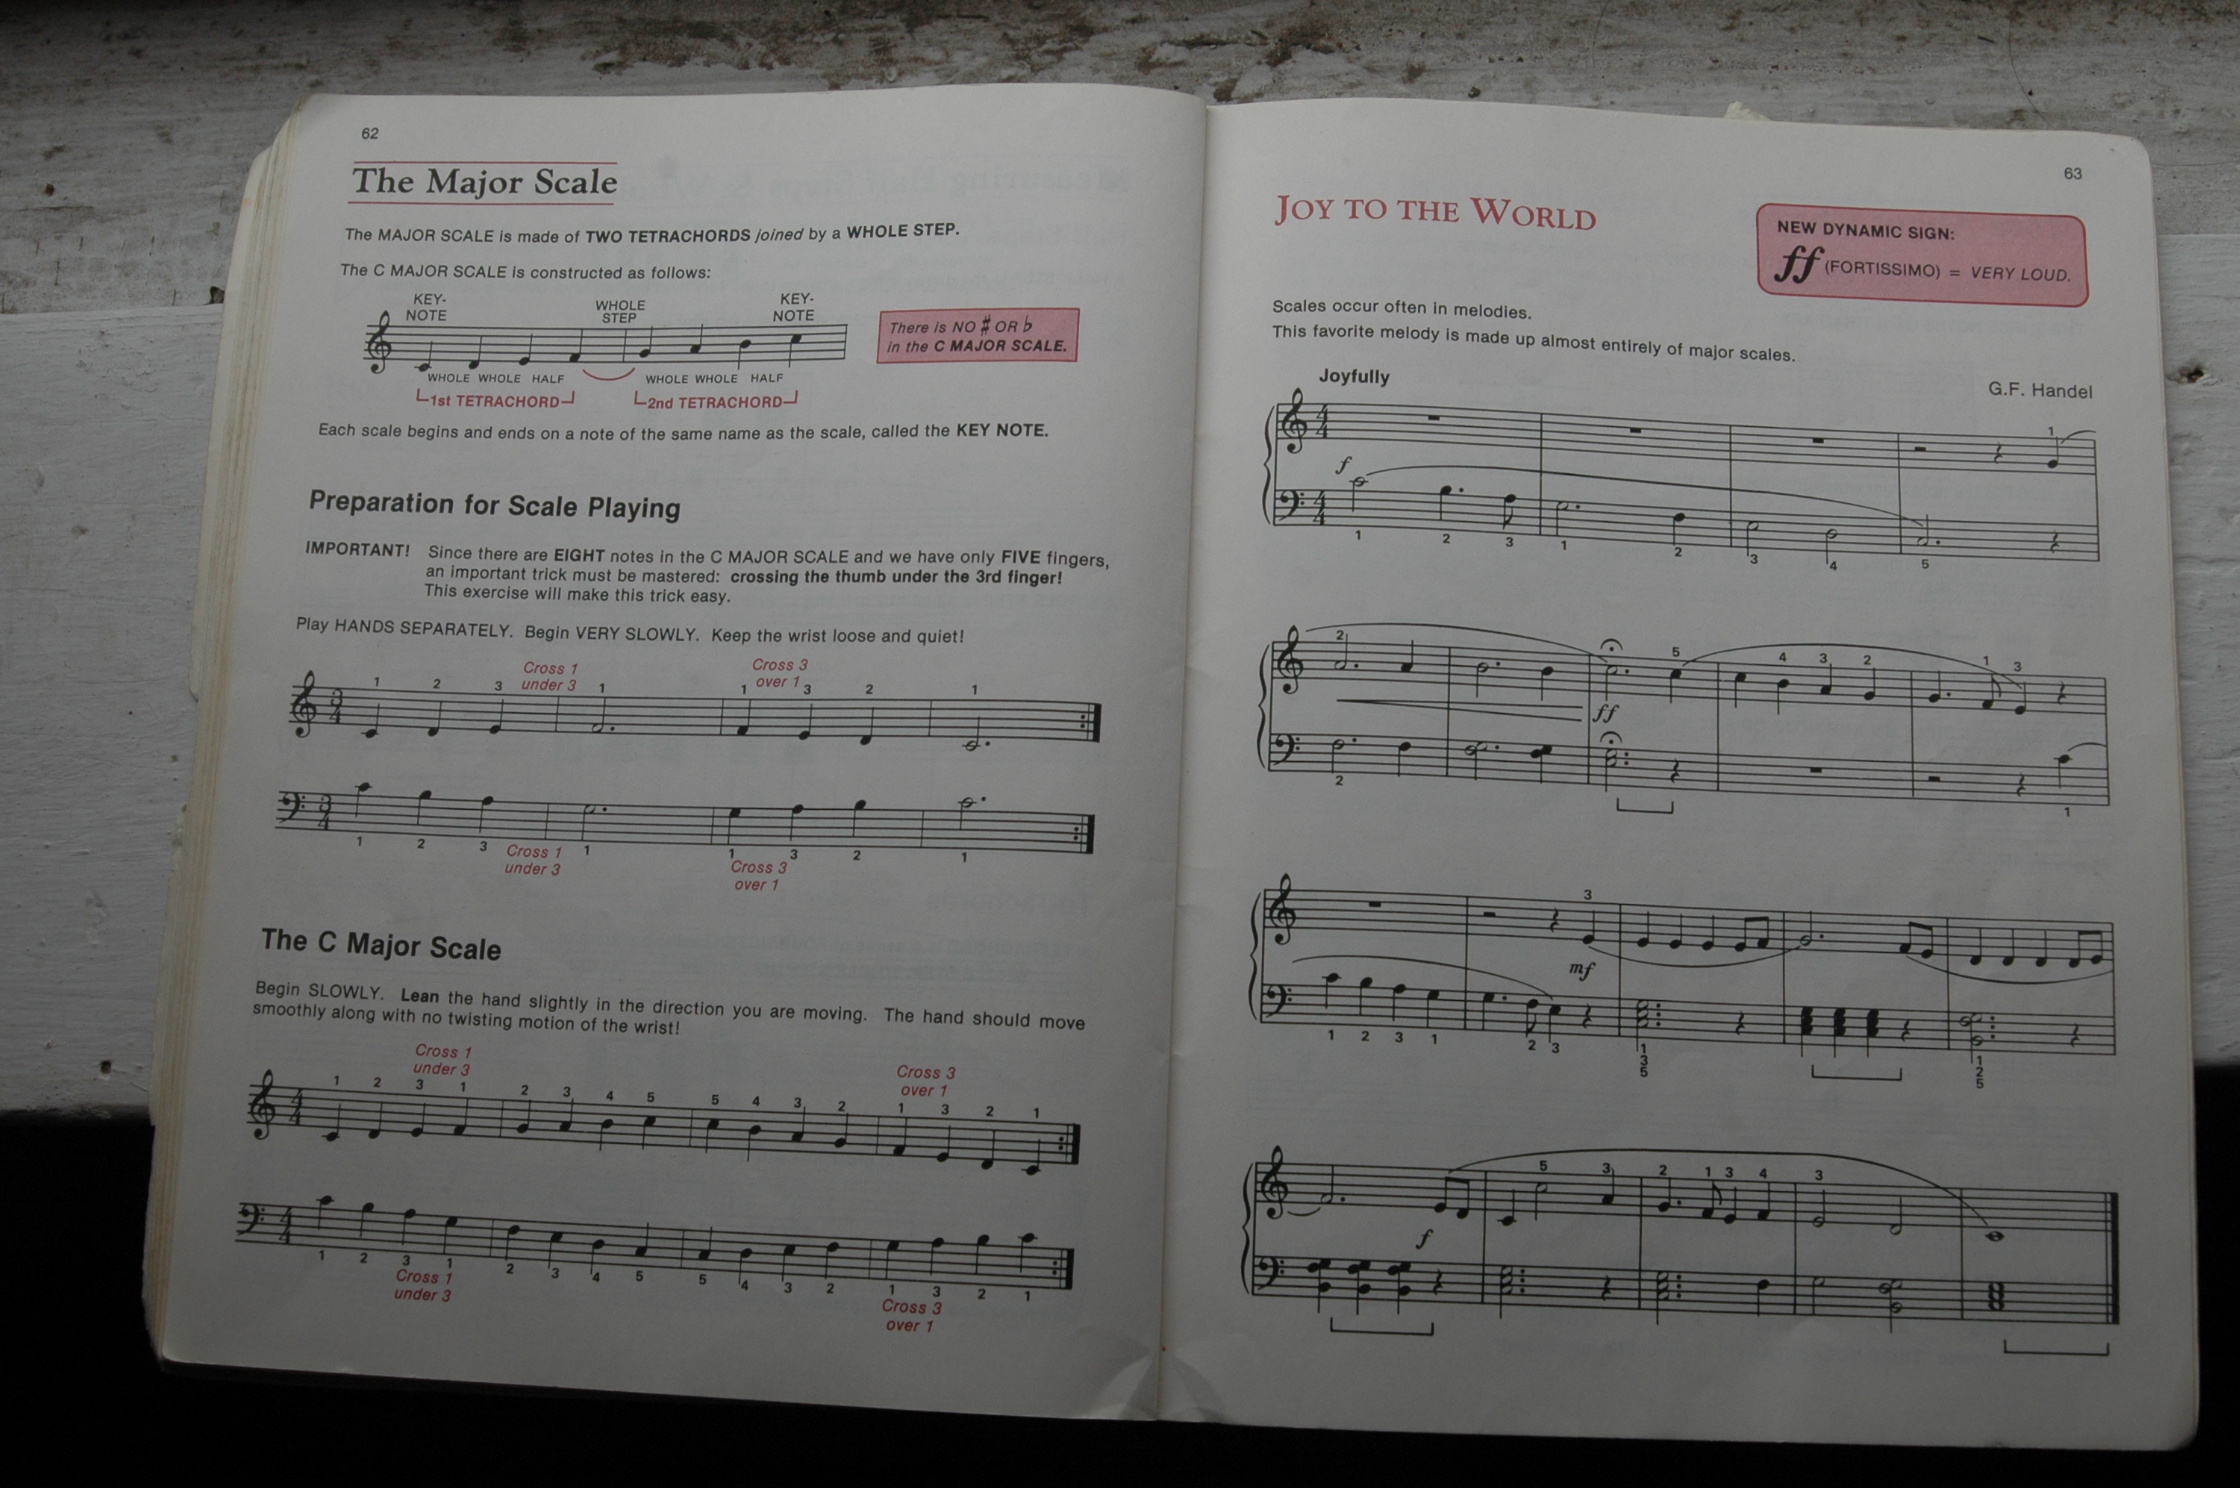 62
The Major Scale
The MAJOR SCALE is made of TWO TETRACHORDS joined by a WHOLE STEP.
The C MAJOR SCALE is constructed as follows:
KEY-
NOTE
WHOLE
STEP
KEY-
NOTE
There is NO ♯ OR ♭
in the C MAJOR SCALE.
WHOLE WHOLE HALF
WHOLE WHOLE HALF
1st TETRACHORD
2nd TETRACHORD
Each scale begins and ends on a note of the same name as the scale, called the KEY NOTE.
Preparation for Scale Playing
IMPORTANT! Since there are EIGHT notes in the C MAJOR SCALE and we have only FIVE fingers,
an important trick must be mastered: crossing the thumb under the 3rd finger!
This exercise will make this trick easy.
Play HANDS SEPARATELY. Begin VERY SLOWLY. Keep the wrist loose and quiet!
Cross 1
under 3
Cross 3
over 1
1 2 3 1 1 3 2 1
3
4
3
4
1 2 3 1 1 3 2 1
Cross 1
under 3
Cross 3
over 1
The C Major Scale
Begin SLOWLY. Lean the hand slightly in the direction you are moving. The hand should move
smoothly along with no twisting motion of the wrist!
Cross 1
under 3
Cross 3
over 1
1 2 3 1 2 3 4 5 5 4 3 2 1 3 2 1
4
4
4
4
1 2 3 1 2 3 4 5 5 4 3 2 1 3 2 1
Cross 1
under 3
Cross 3
over 1
63
JOY TO THE WORLD
NEW DYNAMIC SIGN:
ff (FORTISSIMO) = VERY LOUD.
Scales occur often in melodies.
This favorite melody is made up almost entirely of major scales.
Joyfully
G.F. Handel
1
4
4
f
4
4
1 2 3 1 2 3 4 5
2 5 4 3 2 1 3
ff
2 1
3
mf
1 2 3 1 2 3 1
3
5
1
2
5
5 3 2 1 3 4 3
f